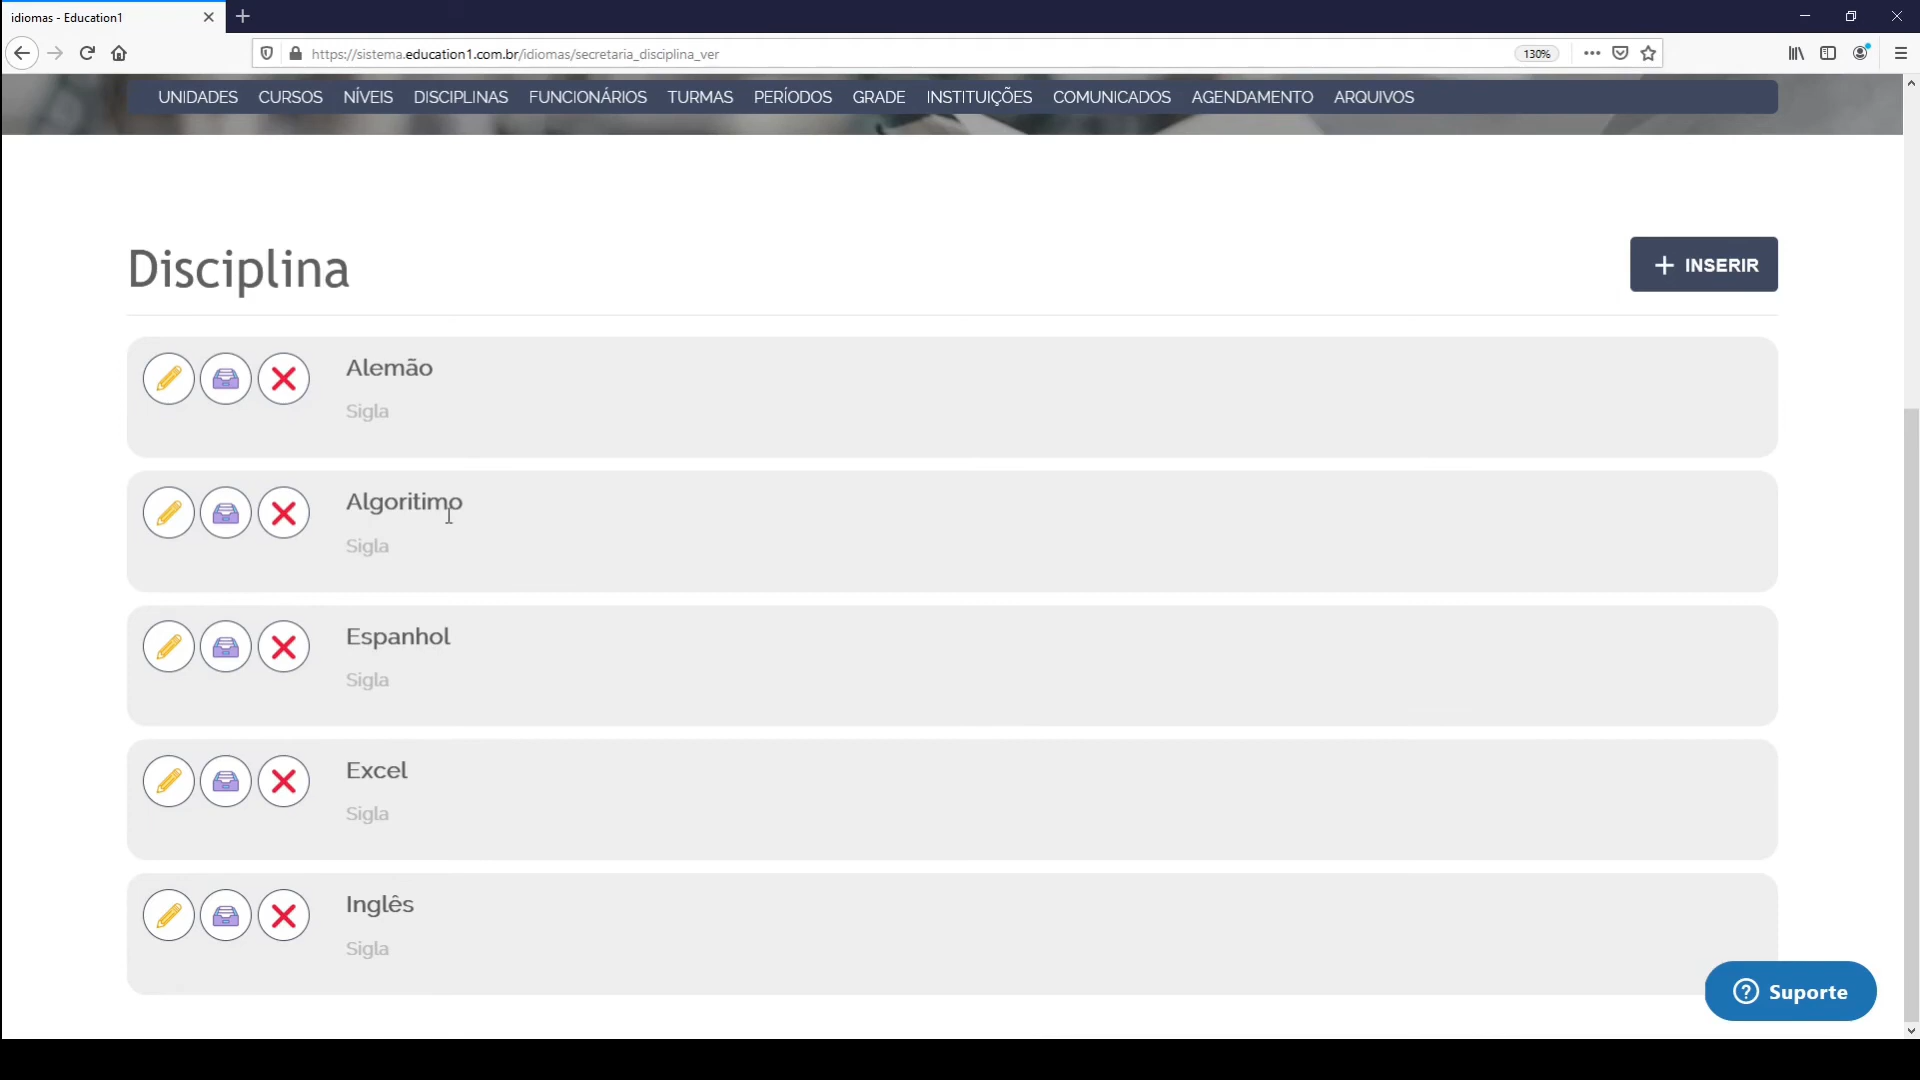 idiomas - Education1
https://sistema.education1.com.br/idiomas/secretaria_disciplina_ver
130%
UNIDADES CURSOS NÍVEIS DISCIPLINAS FUNCIONÁRIOS TURMAS PERÍODOS GRADE INSTITUIÇÕES COMUNICADOS AGENDAMENTO ARQUIVOS
Disciplina
+ INSERIR
Alemão
Sigla
Algoritimo
Sigla
Espanhol
Sigla
Excel
Sigla
Inglês
Sigla
? Suporte